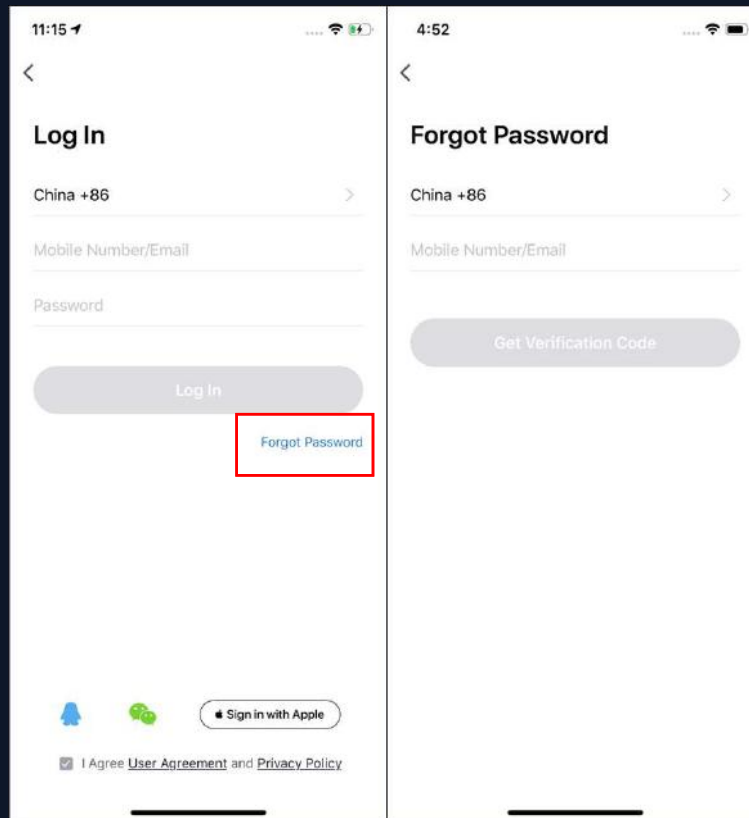 11:15
Log In
China +86
Mobile Number/Email
Password
Log In
Forgot Password
Sign in with Apple
I Agree User Agreement and Privacy Policy
4:52
Forgot Password
China +86
Mobile Number/Email
Get Verification Code